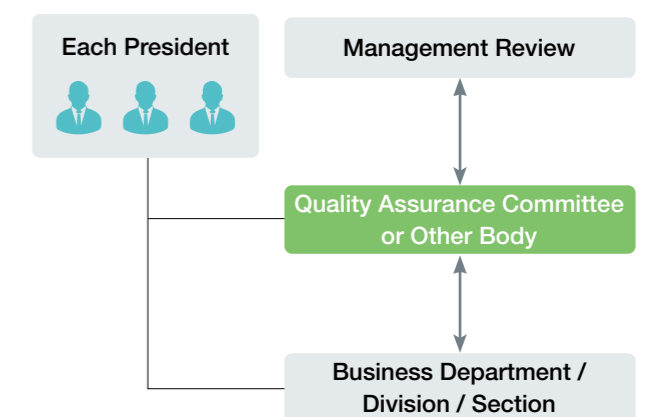 Each President
Management Review
Quality Assurance Committee
or Other Body
Business Department /
Division / Section